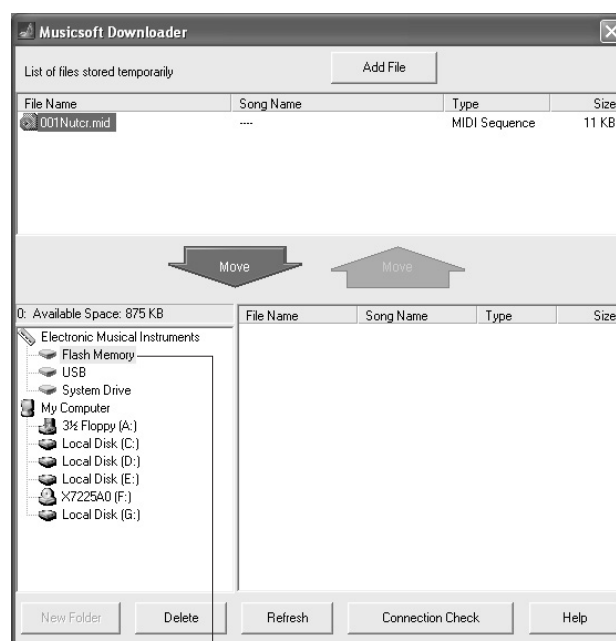 Musicsoft Downloader
List of files stored temporarily Add File
File Name Song Name Type Size
001Nutcr.mid ---- MIDI Sequence 11 KB
Move Move
0: Available Space: 875 KB
File Name Song Name Type Size
Electronic Musical Instruments
Flash Memory
USB
System Drive
My Computer
3½ Floppy (A:)
Local Disk (C:)
Local Disk (D:)
Local Disk (E:)
X7225A0 (F:)
Local Disk (G:)
New Folder Delete Refresh Connection Check Help